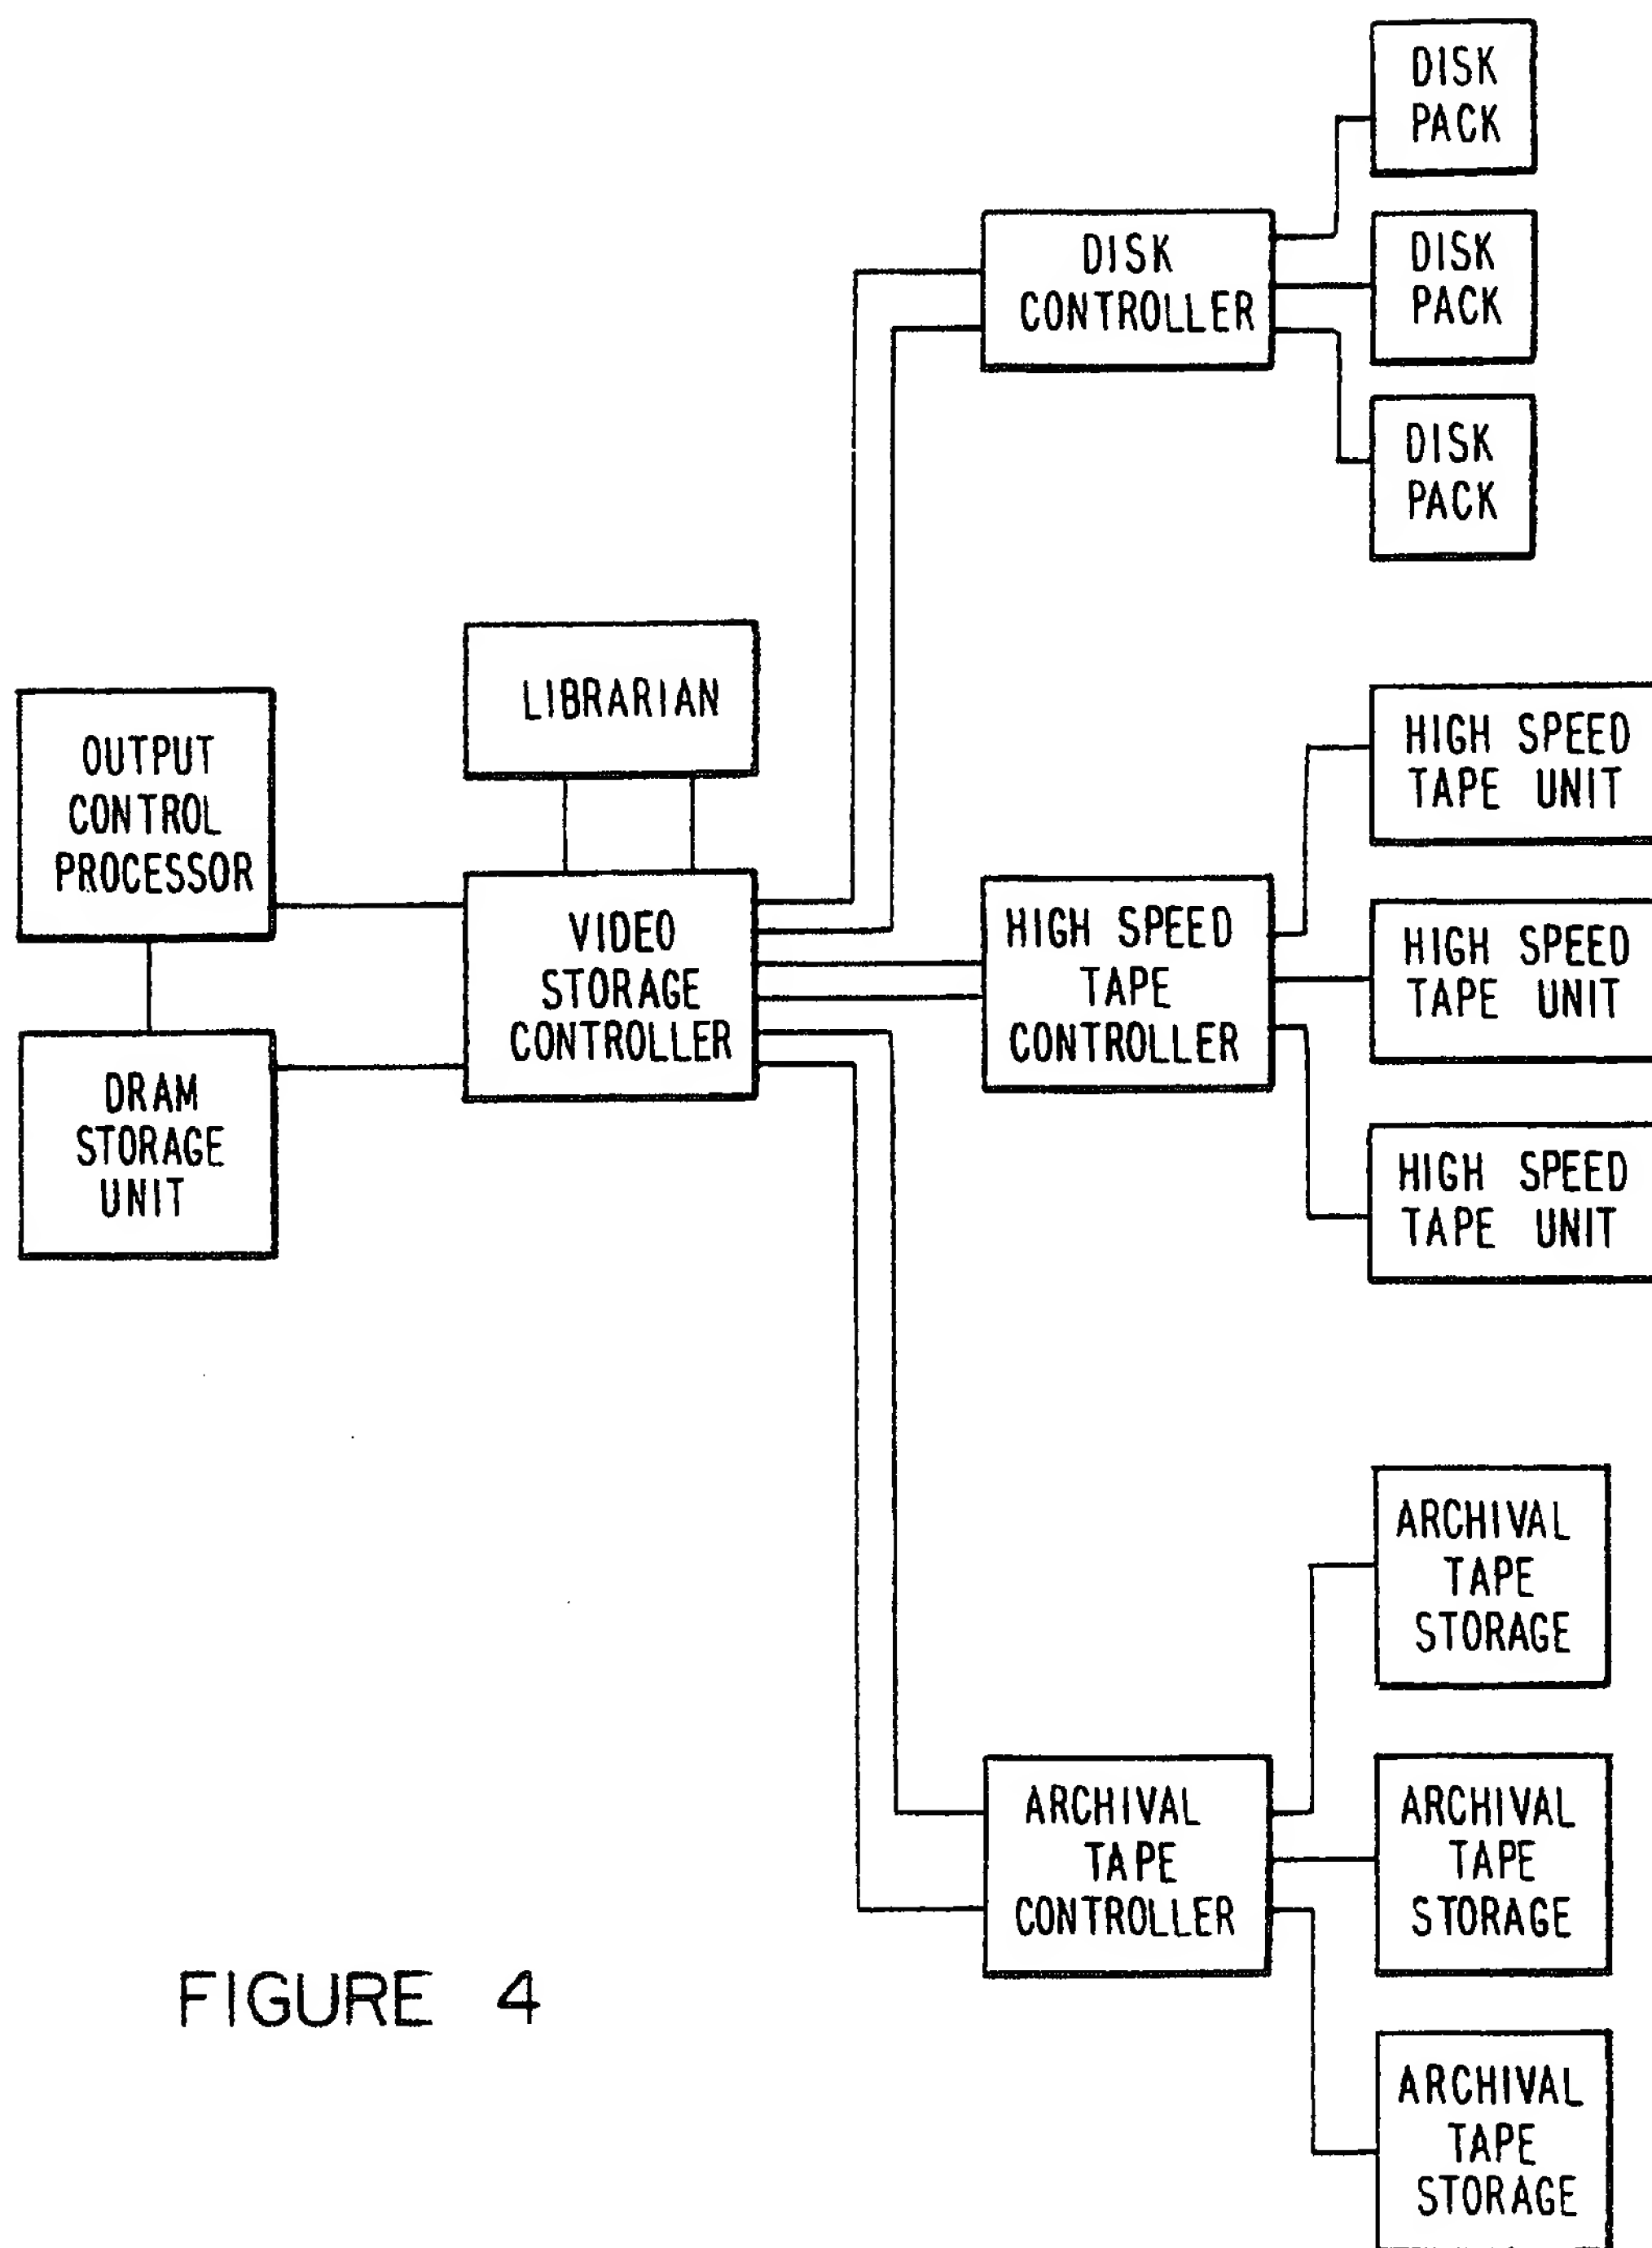 DISK
PACK
DISK
CONTROLLER
DISK
PACK
DISK
PACK
LIBRARIAN
OUTPUT
CONTROL
PROCESSOR
VIDEO
STORAGE
CONTROLLER
DRAM
STORAGE
UNIT
HIGH SPEED
TAPE
CONTROLLER
HIGH SPEED
TAPE UNIT
HIGH SPEED
TAPE UNIT
HIGH SPEED
TAPE UNIT
ARCHIVAL
TAPE
STORAGE
ARCHIVAL
TAPE
CONTROLLER
ARCHIVAL
TAPE
STORAGE
ARCHIVAL
TAPE
STORAGE
FIGURE 4